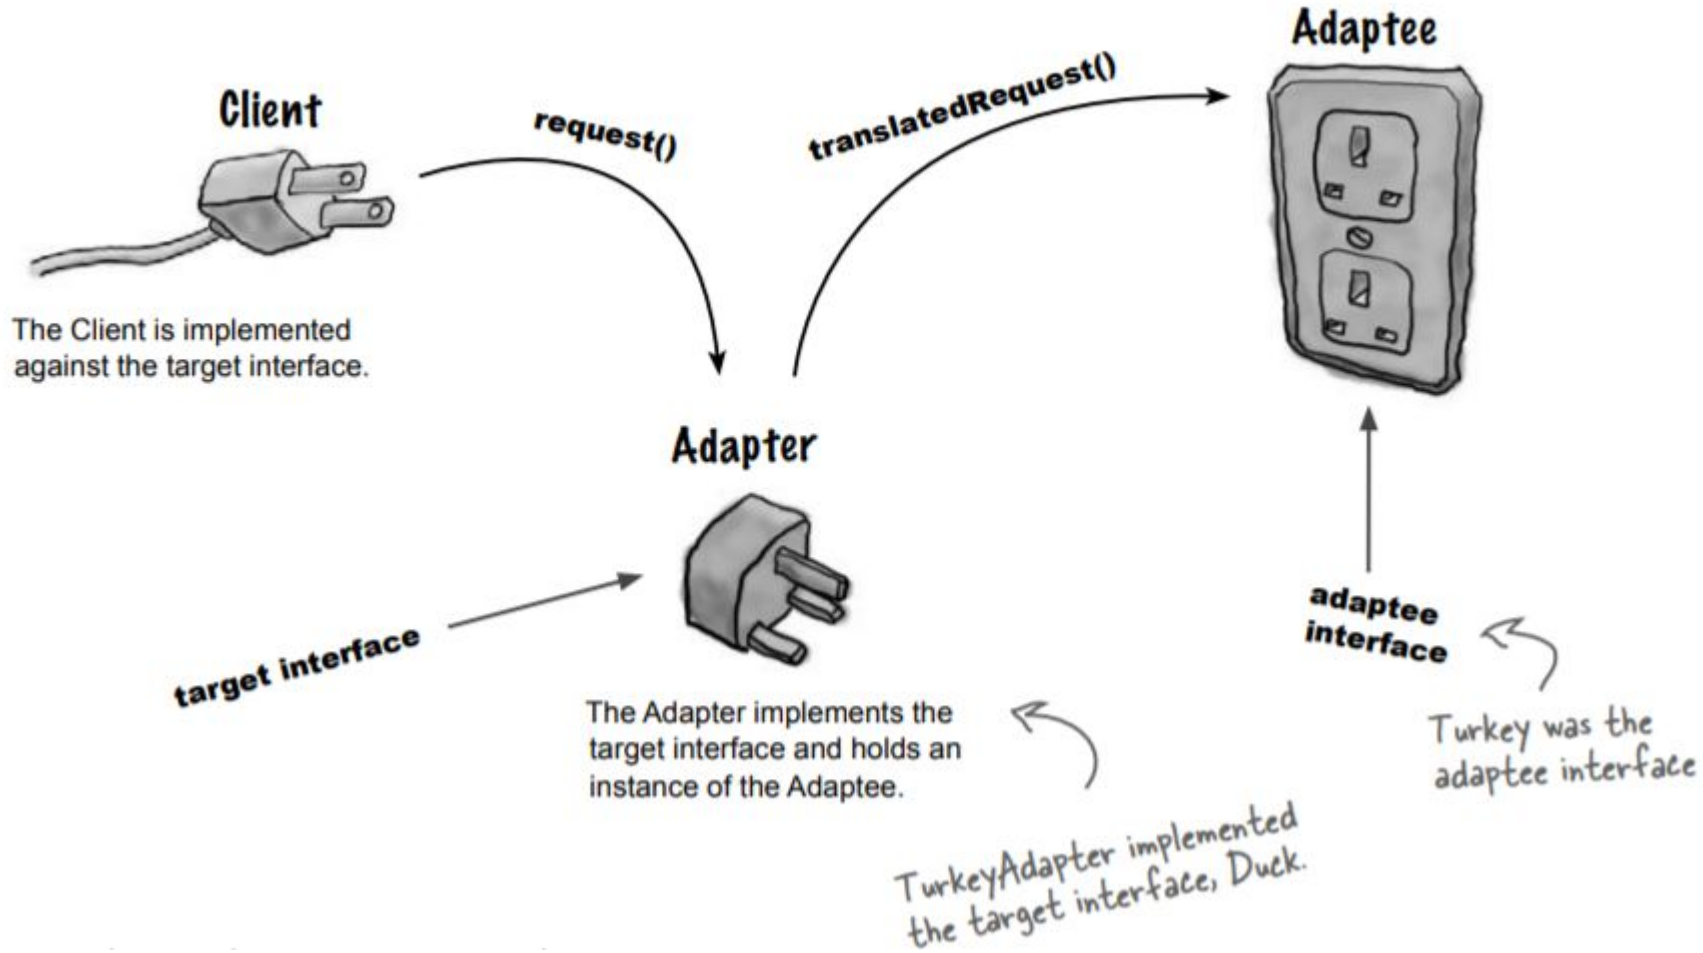 Adaptee
Client
request()
translatedRequest()
The Client is implemented
against the target interface.
Adapter
target interface
adaptee
interface
The Adapter implements the
target interface and holds an
instance of the Adaptee.
Turkey was the
adaptee interface
TurkeyAdapter implemented
the target interface, Duck.